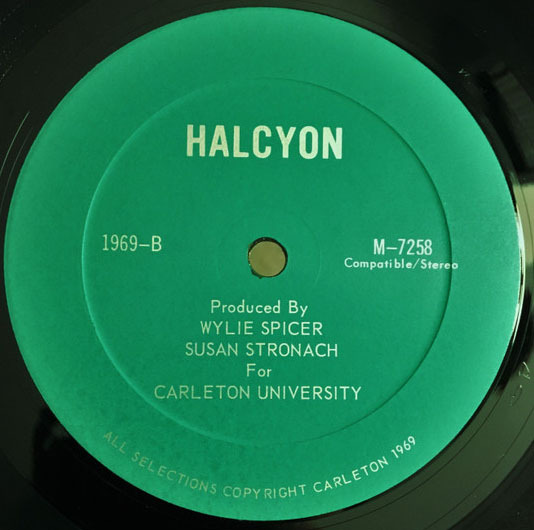 HALCYON
1969-B
M-7258
Compatible/Stereo
Produced By
WYLIE SPICER
SUSAN STRONACH
For
CARLETON UNIVERSITY
ALL SELECTIONS COPYRIGHT CARLETON 1969